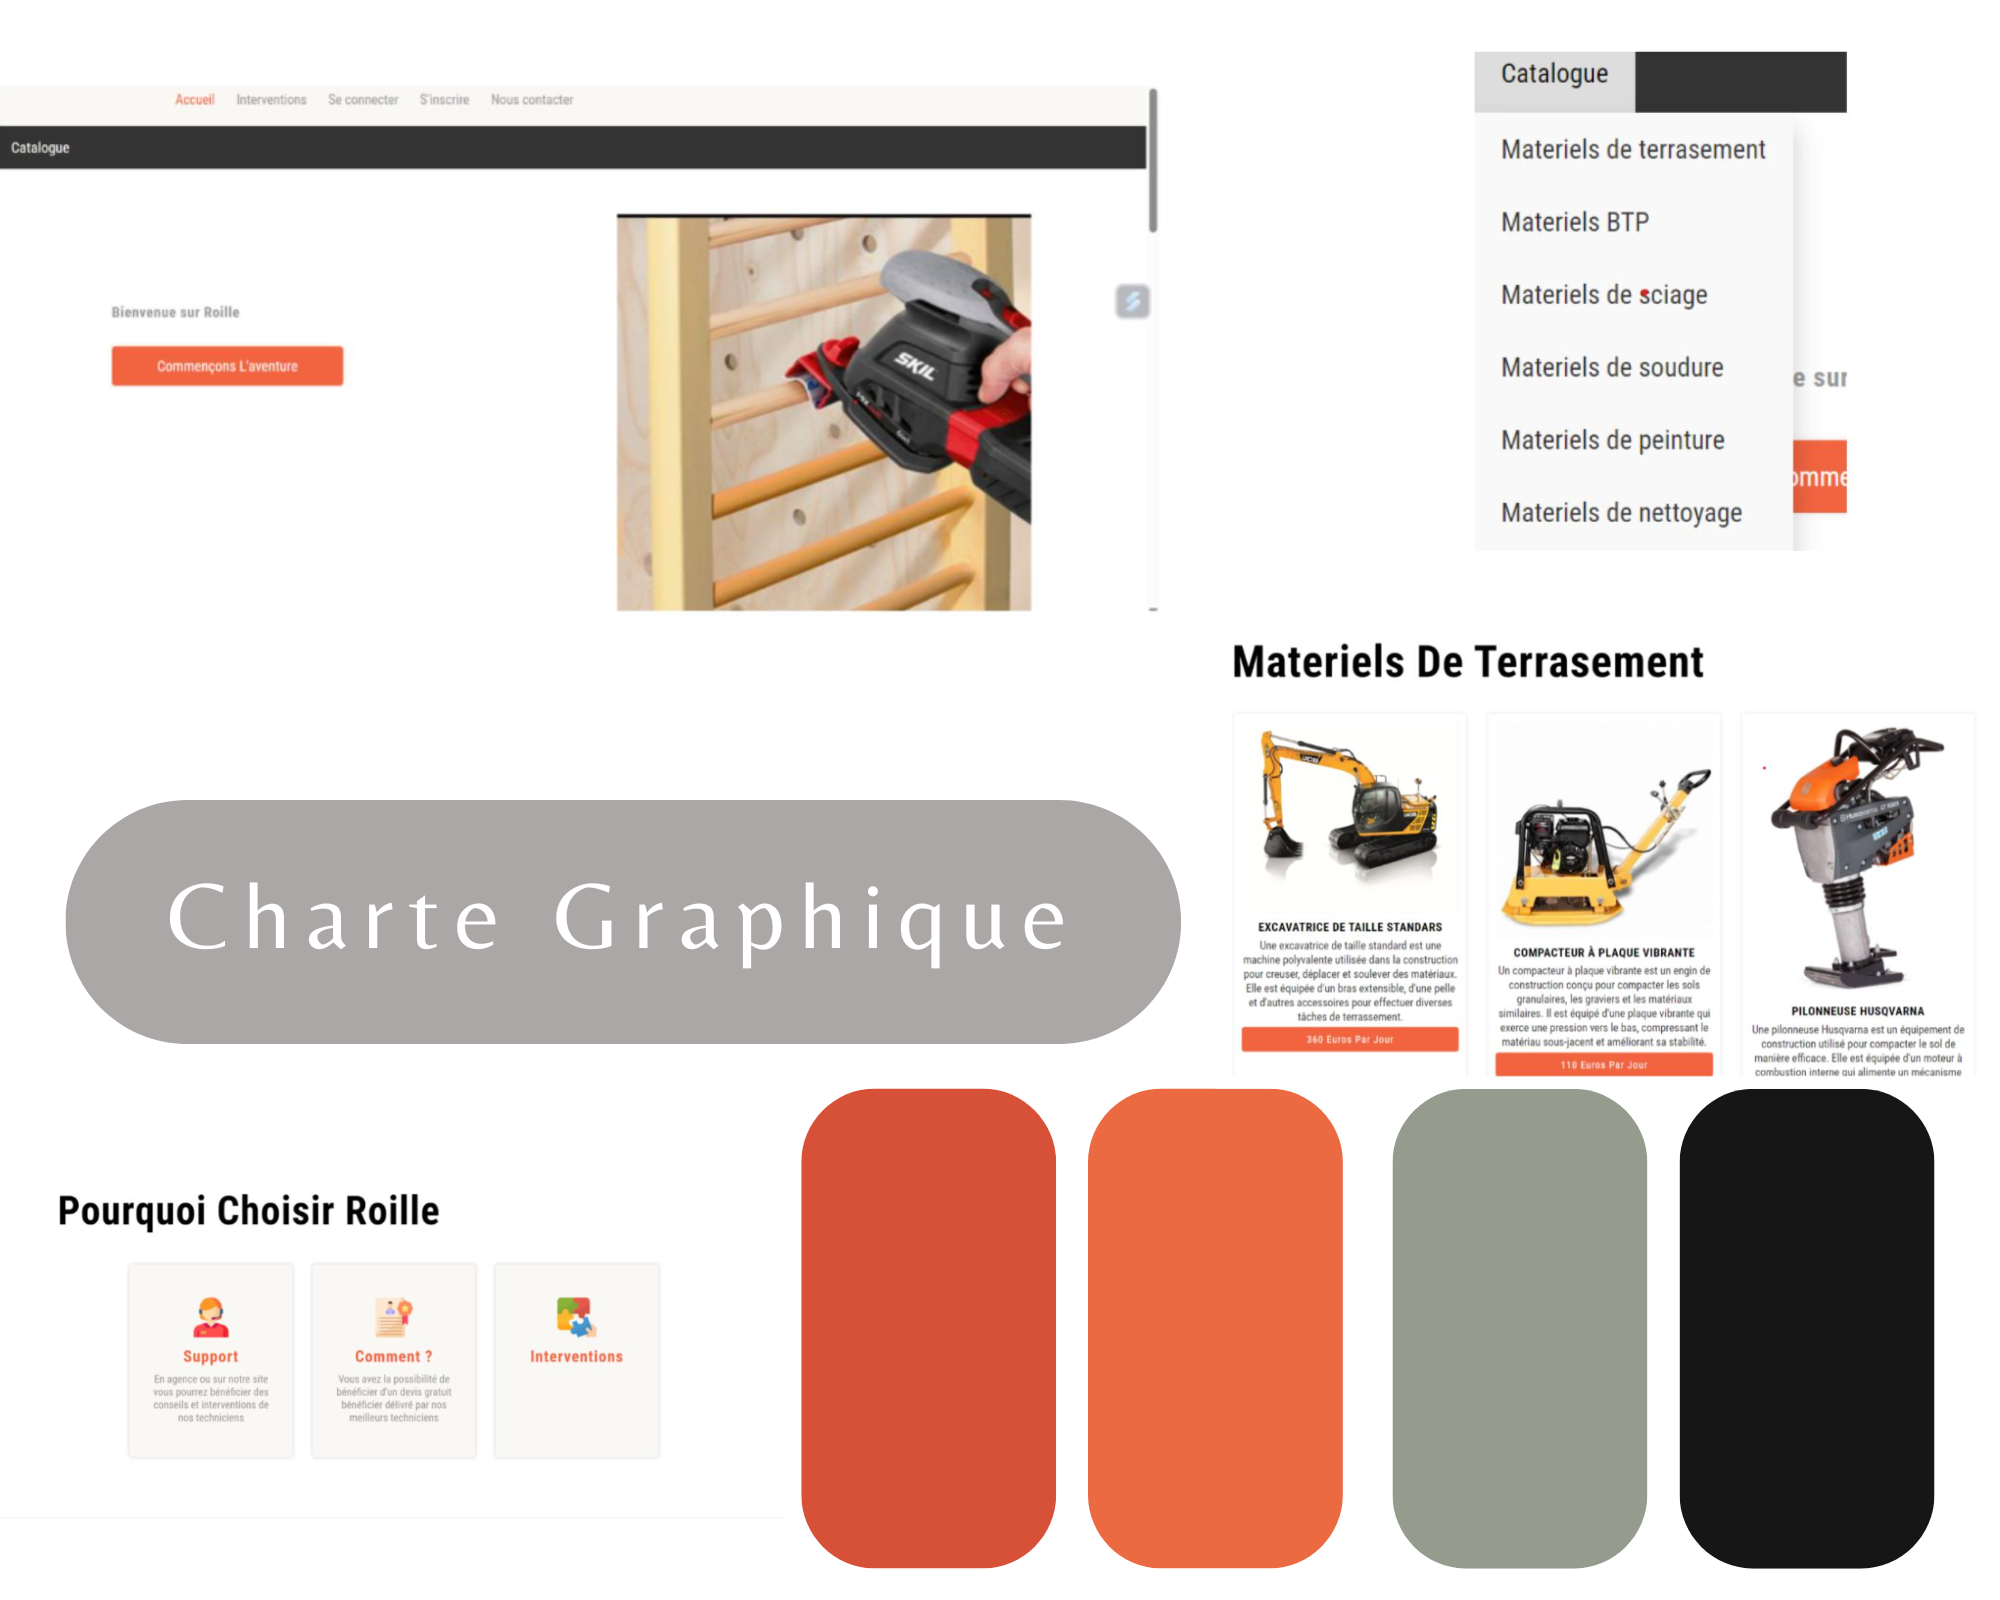 Accueil Interventions Se connecter S'inscrire Nous contacter
Catalogue
Bienvenue sur Roille
Commençons L'aventure
SKIL
Catalogue
Materiels de terrasement
Materiels BTP
Materiels de sciage
Materiels de soudure
Materiels de peinture
Materiels de nettoyage
e sur
omme
Materiels De Terrasement
JCB
EXCAVATRICE DE TAILLE STANDARS
Une excavatrice de taille standard est une
machine polyvalente utilisée dans la construction
pour creuser, déplacer et soulever des matériaux.
Elle est équipée d'un bras extensible, d'une pelle
et d'autres accessoires pour effectuer diverses
tâches de terrassement.
360 Euros Par Jour
COMPACTEUR À PLAQUE VIBRANTE
Un compacteur à plaque vibrante est un engin de
construction conçu pour compacter les sols
granulaires, les graviers et les matériaux
similaires. Il est équipé d'une plaque vibrante qui
exerce une pression vers le bas, compressant le
matériau sous-jacent et améliorant sa stabilité.
110 Euros Par Jour
Husqvarna
PILONNEUSE HUSQVARNA
Une pilonneuse Husqvarna est un équipement de
construction utilisé pour compacter le sol de
manière efficace. Elle est équipée d'un moteur à
combustion interne qui alimente un mécanisme
Charte Graphique
Pourquoi Choisir Roille
Support
En agence ou sur notre site
vous pourrez bénéficier des
conseils et interventions de
nos techniciens
Comment ?
Vous avez la possibilité de
bénéficier d'un devis gratuit
bénéficier délivré par nos
meilleurs techniciens
Interventions